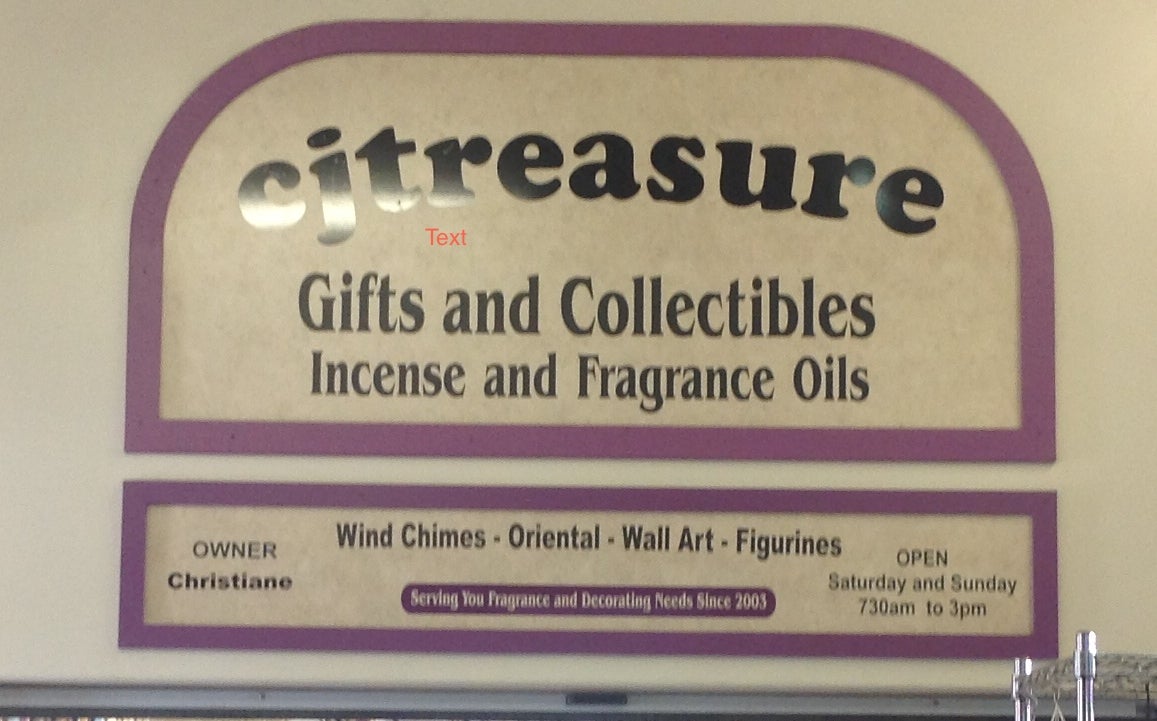 cjtreasure
Text
Gifts and Collectibles
Incense and Fragrance Oils
Wind Chimes - Oriental - Wall Art - Figurines
OWNER
Christiane
Serving You Fragrance and Decorating Needs Since 2003
OPEN
Saturday and Sunday
730am to 3pm